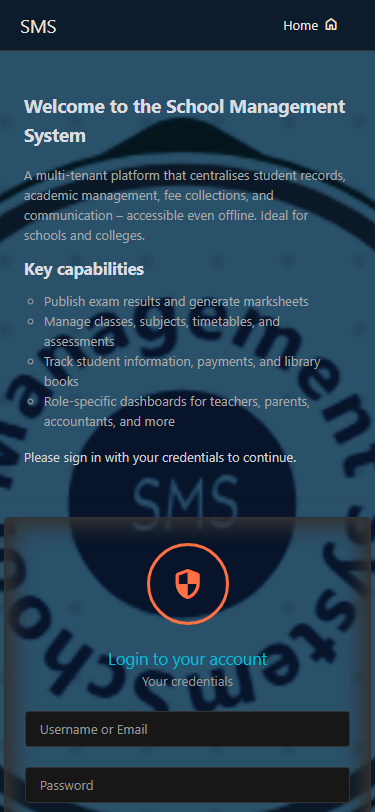 SMS
Home
Welcome to the School Management
System
A multi-tenant platform that centralises student records,
academic management, fee collections, and
communication – accessible even offline. Ideal for
schools and colleges.
Key capabilities
Publish exam results and generate marksheets
Manage classes, subjects, timetables, and
assessments
Track student information, payments, and library
books
Role-specific dashboards for teachers, parents,
accountants, and more
Please sign in with your credentials to continue.
Management System
SMS
School
Login to your account
Your credentials
Username or Email
Password